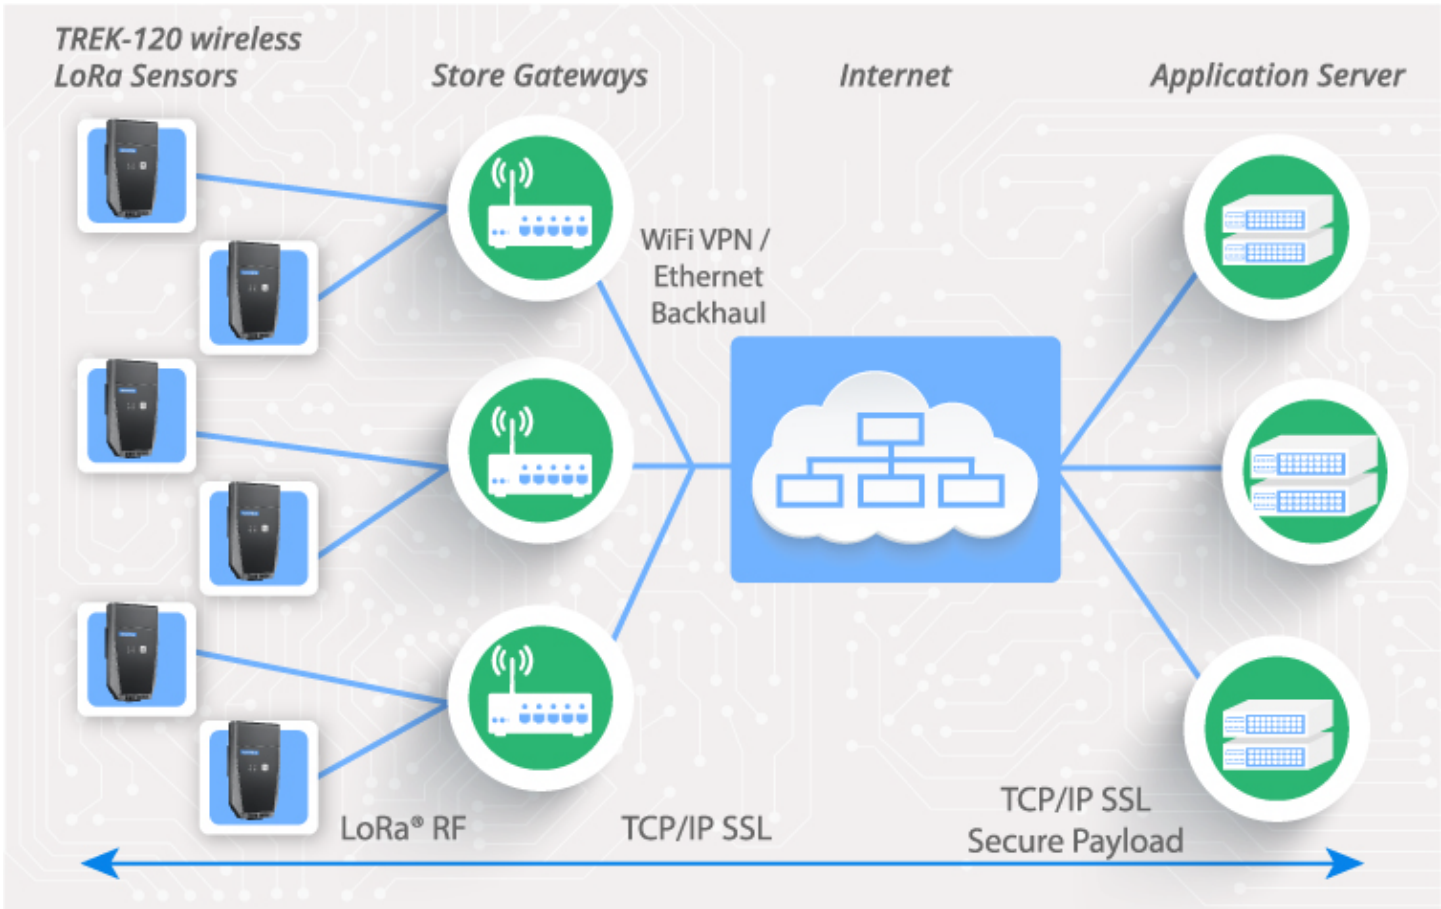 TREK-120 wireless
LoRa Sensors
Store Gateways
Internet
Application Server
WiFi VPN /
Ethernet
Backhaul
LoRa® RF
TCP/IP SSL
TCP/IP SSL
Secure Payload